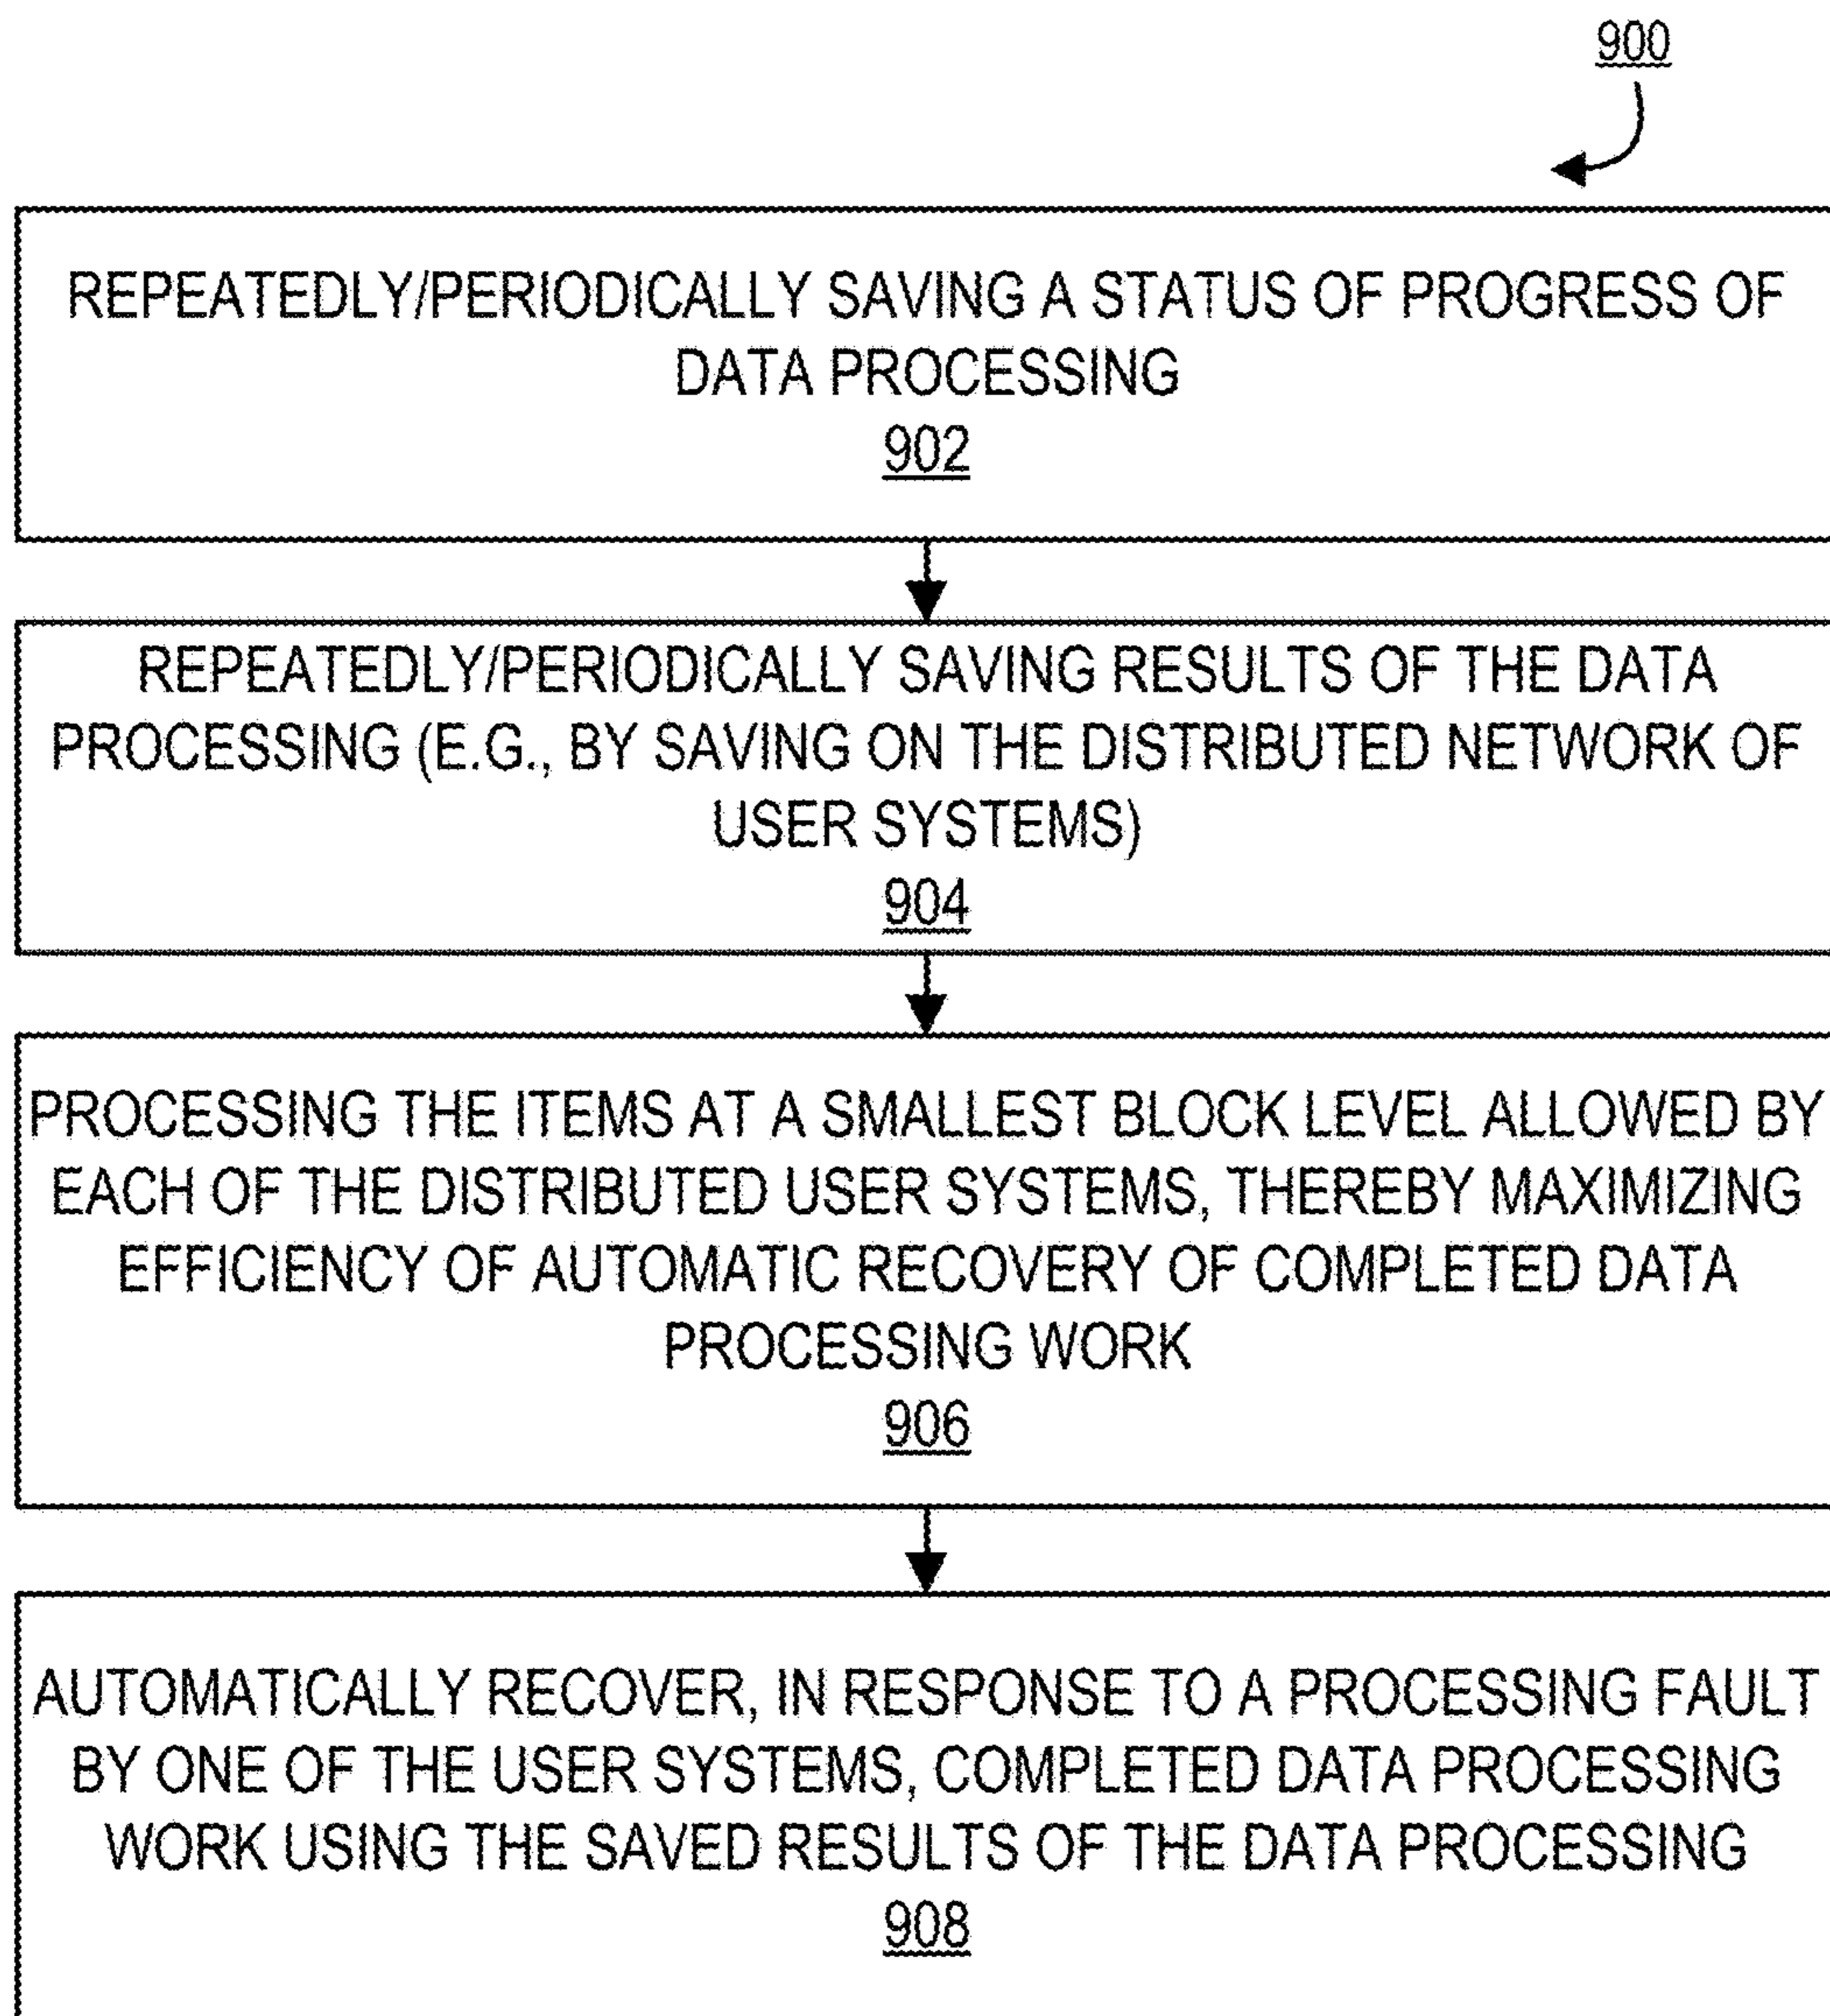 900
REPEATEDLY/PERIODICALLY SAVING A STATUS OF PROGRESS OF
DATA PROCESSING
902
REPEATEDLY/PERIODICALLY SAVING RESULTS OF THE DATA
PROCESSING (E.G., BY SAVING ON THE DISTRIBUTED NETWORK OF
USER SYSTEMS)
904
PROCESSING THE ITEMS AT A SMALLEST BLOCK LEVEL ALLOWED BY
EACH OF THE DISTRIBUTED USER SYSTEMS, THEREBY MAXIMIZING
EFFICIENCY OF AUTOMATIC RECOVERY OF COMPLETED DATA
PROCESSING WORK
906
AUTOMATICALLY RECOVER, IN RESPONSE TO A PROCESSING FAULT
BY ONE OF THE USER SYSTEMS, COMPLETED DATA PROCESSING
WORK USING THE SAVED RESULTS OF THE DATA PROCESSING
908